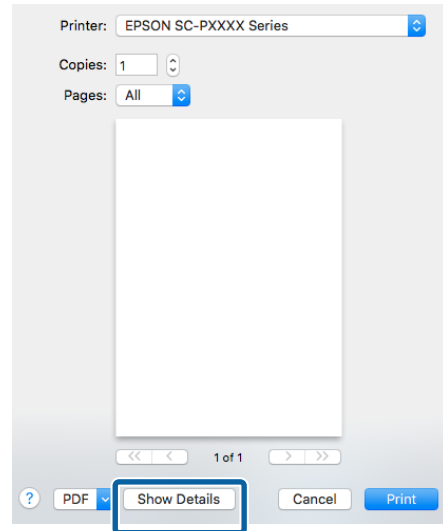 Printer: EPSON SC-PXXXX Series
Copies: 1
Pages: All
<< < 1 of 1 > >>
? PDF Show Details Cancel Print